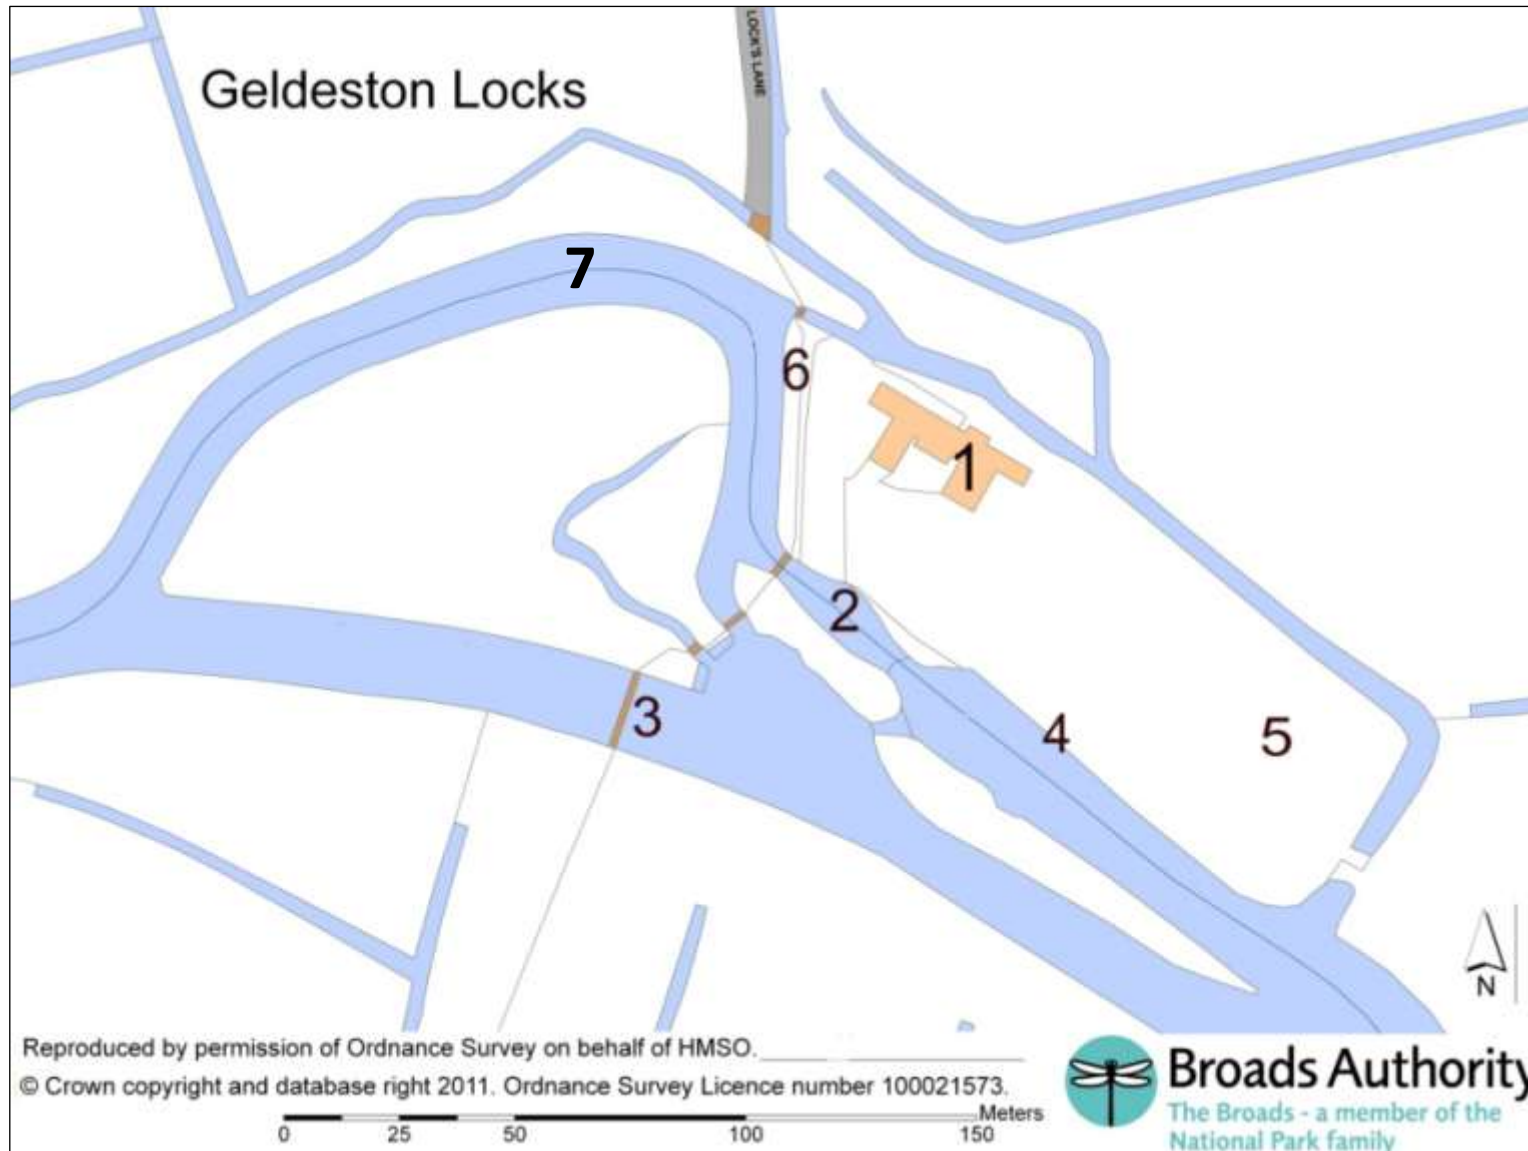 LOCK'S LANE
Geldeston Locks
7
6
1
2
3
4
5
N
Reproduced by permission of Ordnance Survey on behalf of HMSO.
© Crown copyright and database right 2011. Ordnance Survey Licence number 100021573.
Meters
0 25 50 100 150
Broads Authority
The Broads - a member of the
National Park family